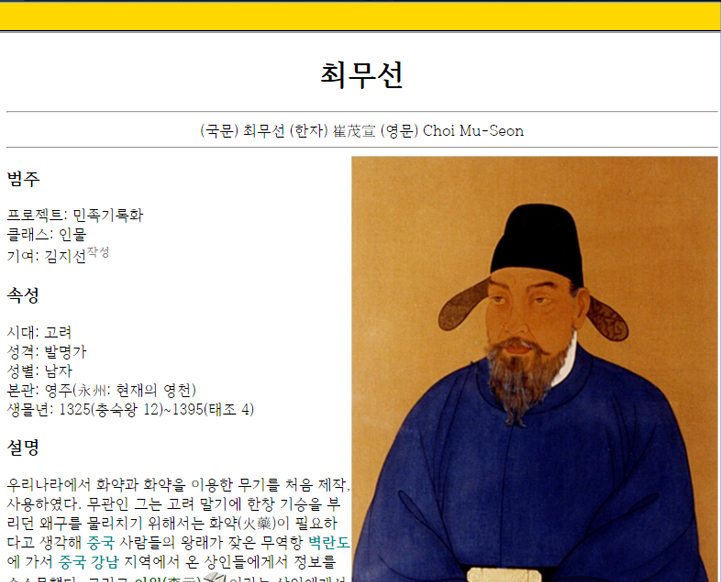 최무선
(국문) 최무선 (한자) 崔茂宣 (영문) Choi Mu-Seon
범주
프로젝트: 민족기록화
클래스: 인물
기여: 김지선작성
속성
시대: 고려
성격: 발명가
성별: 남자
본관: 영주(永州: 현재의 영천)
생몰년: 1325(충숙왕 12)~1395(태조 4)
설명
우리나라에서 화약과 화약을 이용한 무기를 처음 제작,
사용하였다. 무관인 그는 고려 말기에 한창 기승을 부
리던 왜구를 물리치기 위해서는 화약(火藥)이 필요하
다고 생각해 중국 사람들의 왕래가 잦은 무역항 벽란도
에 가서 중국 강남 지역에서 온 상인들에게서 정보를